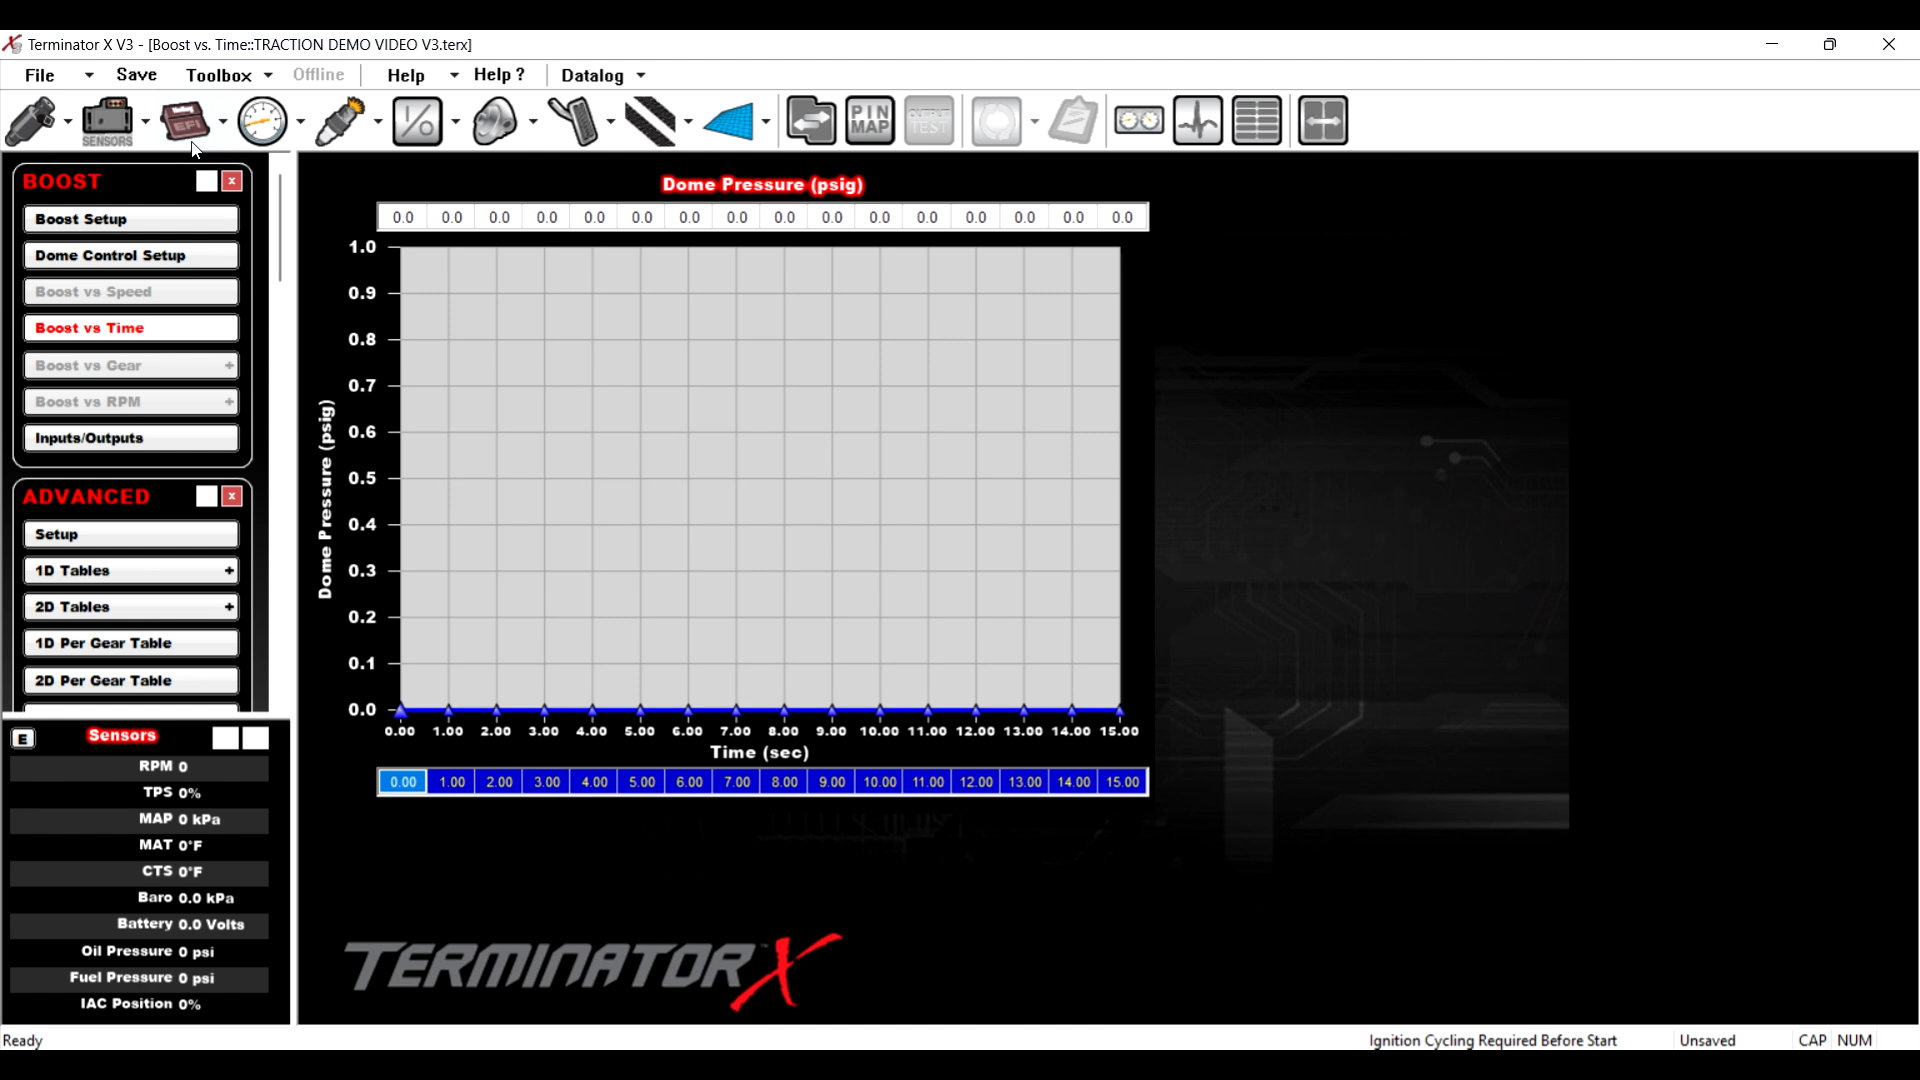 Terminator X V3 - [Boost vs. Time::TRACTION DEMO VIDEO V3.terx]
File Save Toolbox Offline Help Help ? Datalog
SENSORS EFI I/O PIN MAP OUTPUT TEST
BOOST x
Boost Setup
Dome Control Setup
Boost vs Speed
Boost vs Time
Boost vs Gear +
Boost vs RPM +
Inputs/Outputs
ADVANCED x
Setup
1D Tables +
2D Tables +
1D Per Gear Table
2D Per Gear Table
E Sensors
RPM 0
TPS 0%
MAP 0 kPa
MAT 0°F
CTS 0°F
Baro 0.0 kPa
Battery 0.0 Volts
Oil Pressure 0 psi
Fuel Pressure 0 psi
IAC Position 0%
Dome Pressure (psig)
0.0 0.0 0.0 0.0 0.0 0.0 0.0 0.0 0.0 0.0 0.0 0.0 0.0 0.0 0.0 0.0
Dome Pressure (psig)
1.0
0.9
0.8
0.7
0.6
0.5
0.4
0.3
0.2
0.1
0.0
0.00 1.00 2.00 3.00 4.00 5.00 6.00 7.00 8.00 9.00 10.00 11.00 12.00 13.00 14.00 15.00
Time (sec)
0.00 1.00 2.00 3.00 4.00 5.00 6.00 7.00 8.00 9.00 10.00 11.00 12.00 13.00 14.00 15.00
TERMINATOR X
Ready Ignition Cycling Required Before Start Unsaved CAP NUM